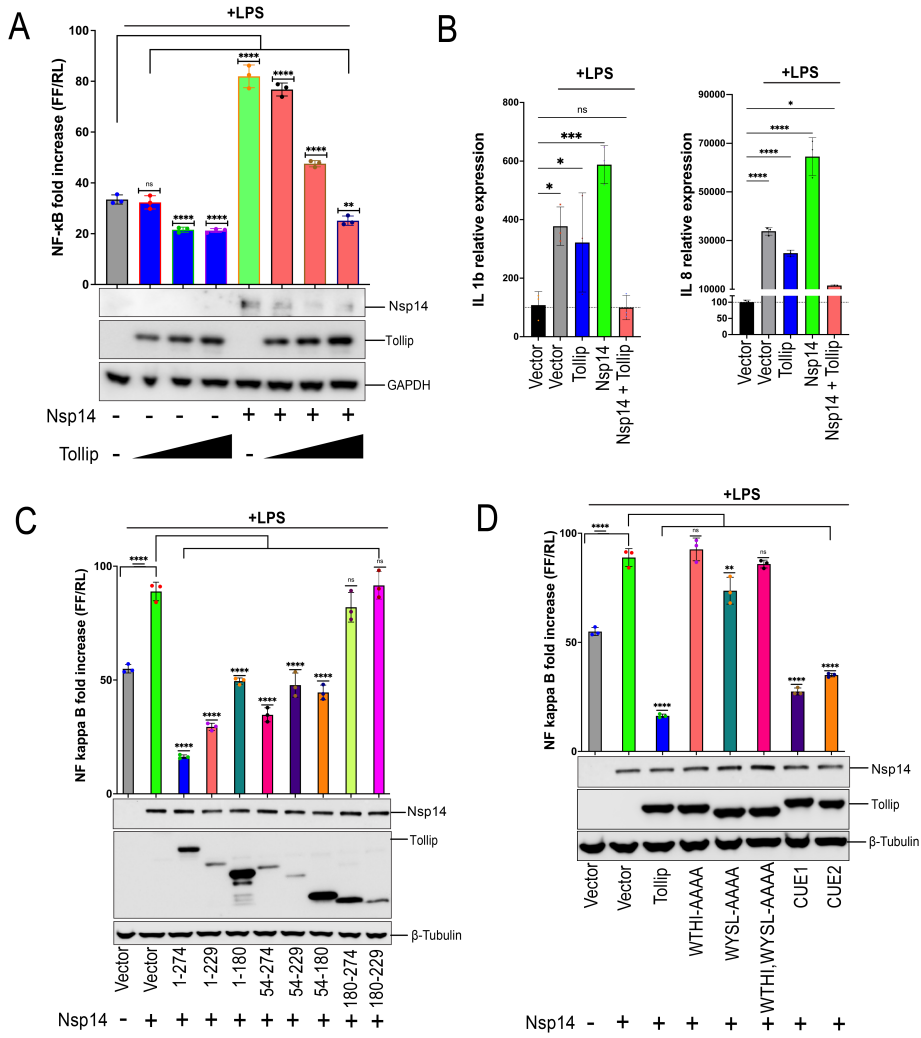 A
+LPS
NF-κB fold increase (FF/RL)
100
80
60
40
20
0
ns
****
****
****
****
****
**
Nsp14
Tollip
GAPDH
Nsp14 - - - - + + + +
Tollip - -
B
+LPS
IL 1b relative expression
800
600
400
200
0
ns
***
*
*
Vector
Vector
Tollip
Nsp14
Nsp14 + Tollip
+LPS
IL 8 relative expression
90000
70000
50000
30000
10000
100
50
0
*
****
****
****
Vector
Vector
Tollip
Nsp14
Nsp14 + Tollip
C
+LPS
NF kappa B fold increase (FF/RL)
100
50
0
****
****
****
****
****
****
****
ns
ns
Nsp14
Tollip
β-Tubulin
Vector
Vector
1-274
1-229
1-180
54-274
54-229
54-180
180-274
180-229
Nsp14 - + + + + + + + + +
D
+LPS
NF kappa B fold increase (FF/RL)
100
50
0
****
****
ns
**
ns
****
****
Nsp14
Tollip
β-Tubulin
Vector
Vector
Tollip
WTHI-AAAA
WYSL-AAAA
WTHI,WYSL-AAAA
CUE1
CUE2
Nsp14 - + + + + + + +